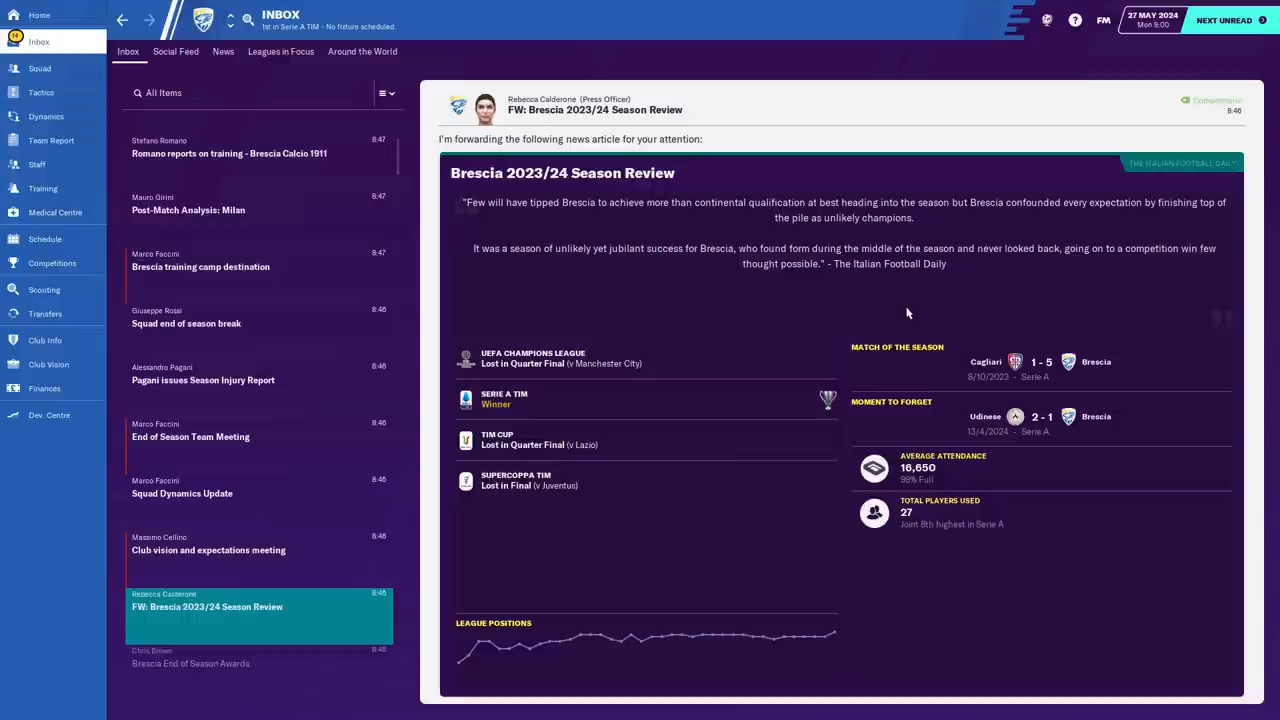 Home
14
Inbox
Squad
Tactics
Dynamics
Team Report
Staff
Training
Medical Centre
Schedule
Competitions
Scouting
Transfers
Club Info
Club Vision
Finances
Dev. Centre
INBOX
1st in Serie A TIM - No fixture scheduled.
?
FM
27 MAY 2024
Mon 9:00
NEXT UNREAD
Inbox
Social Feed
News
Leagues in Focus
Around the World
All Items
Stefano Romano
8:47
Romano reports on training - Brescia Calcio 1911
Mauro Girini
8:47
Post-Match Analysis: Milan
Marco Faccini
8:47
Brescia training camp destination
Giuseppe Rossi
8:46
Squad end of season break
Alessandro Pagani
8:46
Pagani issues Season Injury Report
Marco Faccini
8:46
End of Season Team Meeting
Marco Faccini
8:46
Squad Dynamics Update
Massimo Cellino
8:46
Club vision and expectations meeting
Rebecca Calderone
8:46
FW: Brescia 2023/24 Season Review
Chris Brown
8:46
Brescia End of Season Awards
Rebecca Calderone (Press Officer)
FW: Brescia 2023/24 Season Review
Competitions
8:46
I'm forwarding the following news article for your attention:
THE ITALIAN FOOTBALL DAILY
Brescia 2023/24 Season Review
"Few will have tipped Brescia to achieve more than continental qualification at best heading into the season but Brescia confounded every expectation by finishing top
of the pile as unlikely champions.
It was a season of unlikely yet jubilant success for Brescia, who found form during the middle of the season and never looked back, going on to a competition win few
thought possible." - The Italian Football Daily
UEFA CHAMPIONS LEAGUE
Lost in Quarter Final (v Manchester City)
SERIE A TIM
Winner
TIM CUP
Lost in Quarter Final (v Lazio)
SUPERCOPPA TIM
Lost in Final (v Juventus)
MATCH OF THE SEASON
Cagliari 1 - 5 Brescia
8/10/2023 - Serie A
MOMENT TO FORGET
Udinese 2 - 1 Brescia
13/4/2024 - Serie A
AVERAGE ATTENDANCE
16,650
99% Full
TOTAL PLAYERS USED
27
Joint 8th highest in Serie A
LEAGUE POSITIONS